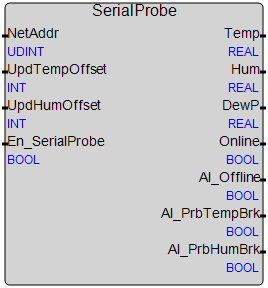 SerialProbe
NetAddr Temp
UDINT REAL
UpdTempOffset Hum
INT REAL
UpdHumOffset DewP
INT REAL
En_SerialProbe Online
BOOL BOOL
Al_Offline
BOOL
Al_PrbTempBrk
BOOL
Al_PrbHumBrk
BOOL